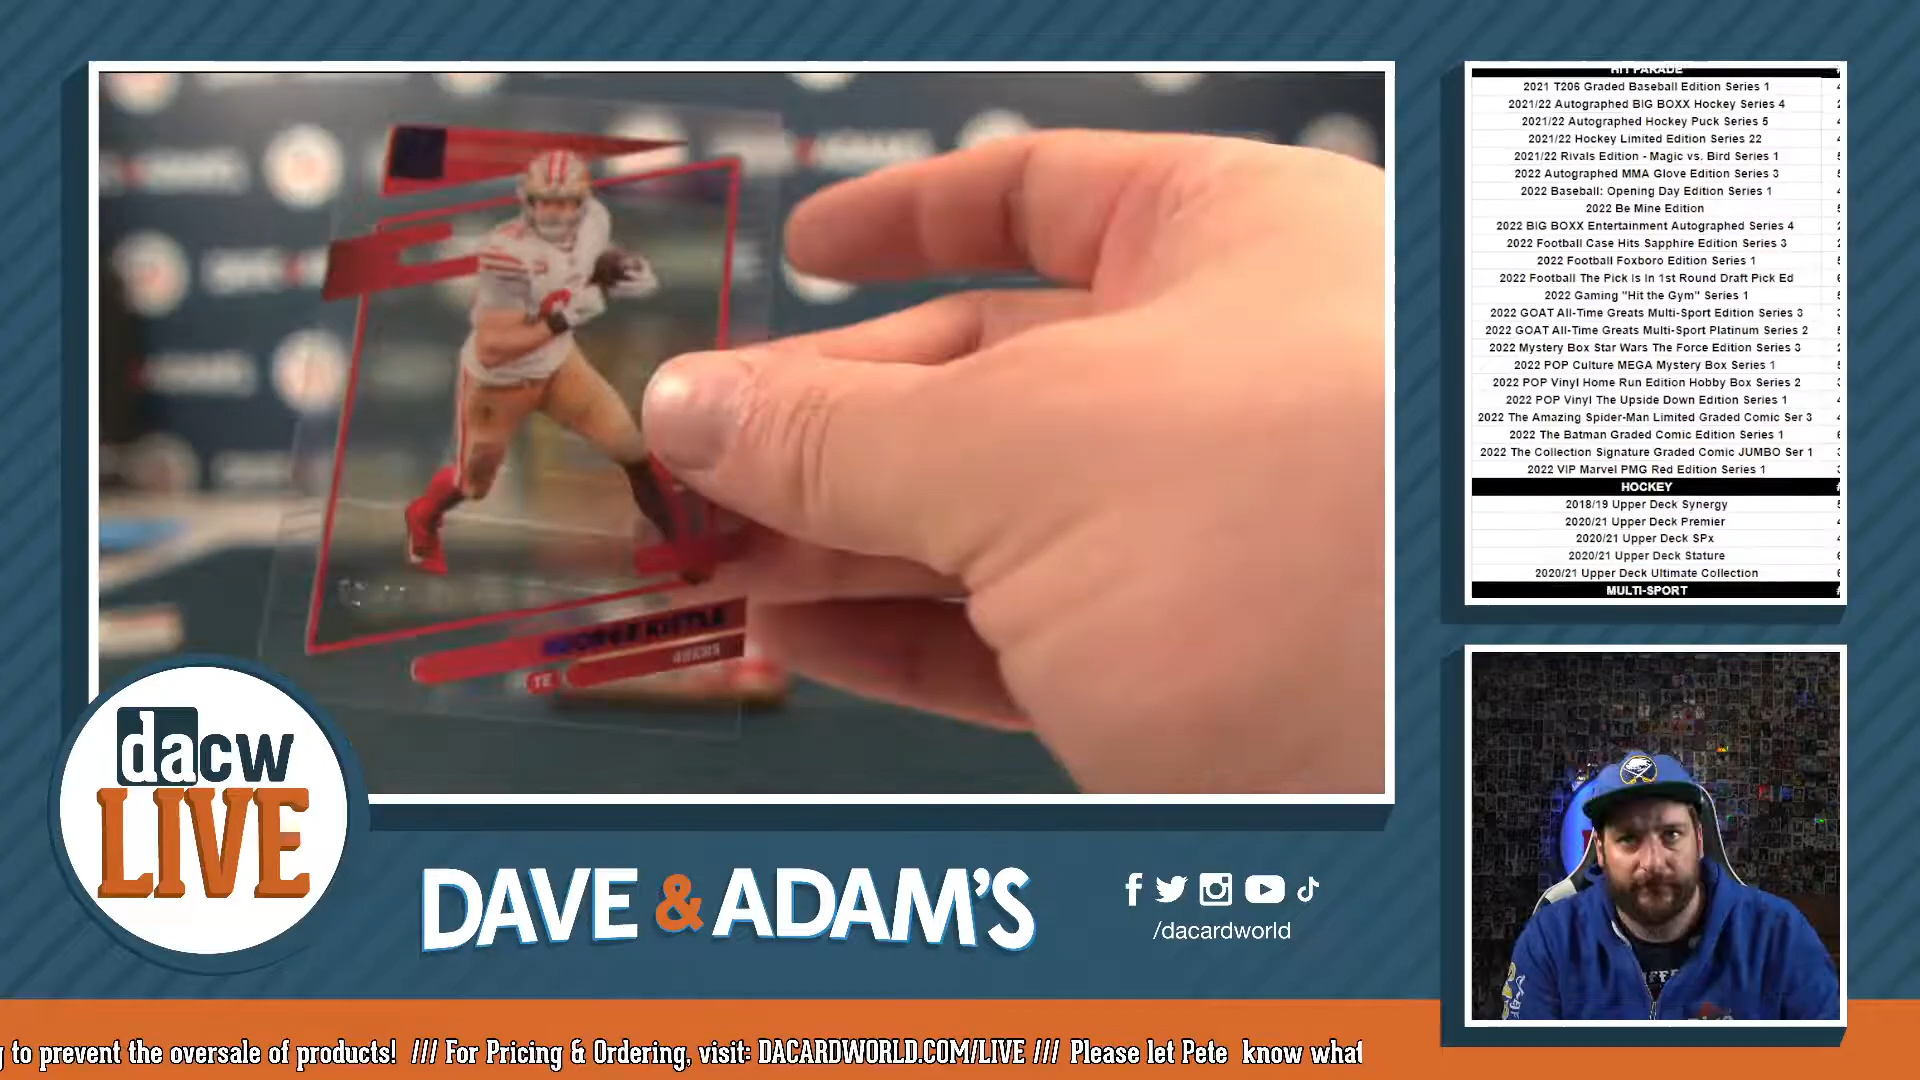 HIT PARADE
2021 T206 Graded Baseball Edition Series 1
2021/22 Autographed BIG BOXX Hockey Series 4
2021/22 Autographed Hockey Puck Series 5
2021/22 Hockey Limited Edition Series 22
2021/22 Rivals Edition - Magic vs. Bird Series 1
2022 Autographed MMA Glove Edition Series 3
2022 Baseball: Opening Day Edition Series 1
2022 Be Mine Edition
2022 BIG BOXX Entertainment Autographed Series 4
2022 Football Case Hits Sapphire Edition Series 3
2022 Football Foxboro Edition Series 1
2022 Football The Pick Is In 1st Round Draft Pick Ed
2022 Gaming "Hit the Gym" Series 1
2022 GOAT All-Time Greats Multi-Sport Edition Series 3
2022 GOAT All-Time Greats Multi-Sport Platinum Series 2
2022 Mystery Box Star Wars The Force Edition Series 3
2022 POP Culture MEGA Mystery Box Series 1
2022 POP Vinyl Home Run Edition Hobby Box Series 2
2022 POP Vinyl The Upside Down Edition Series 1
2022 The Amazing Spider-Man Limited Graded Comic Ser 3
2022 The Batman Graded Comic Edition Series 1
2022 The Collection Signature Graded Comic JUMBO Ser 1
2022 VIP Marvel PMG Red Edition Series 1
HOCKEY
2018/19 Upper Deck Synergy
2020/21 Upper Deck Premier
2020/21 Upper Deck SPx
2020/21 Upper Deck Stature
2020/21 Upper Deck Ultimate Collection
MULTI-SPORT
GEORGE KITTLE
49ERS
TE
dacw
LIVE
DAVE & ADAM'S
/dacardworld
to prevent the oversale of products! /// For Pricing & Ordering, visit: DACARDWORLD.COM/LIVE /// Please let Pete know what